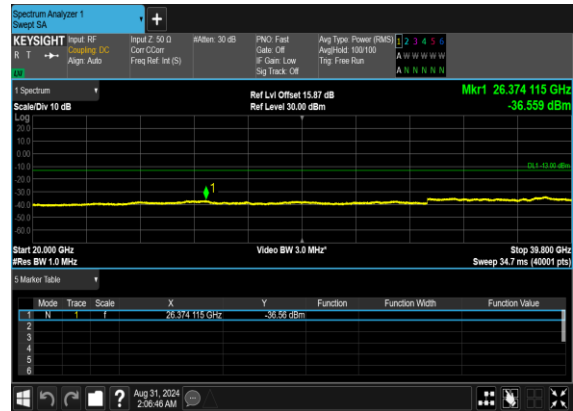 Spectrum Analyzer 1
Swept SA
+
KEYSIGHT Input: RF Input Z: 50 Ω #Atten: 30 dB PNO: Fast Avg Type: Power (RMS) 1 2 3 4 5 6
R T Coupling: DC Corr CCorr Gate: Off Avg|Hold: 100/100 A W W W W W
Align: Auto Freq Ref: Int (S) IF Gain: Low Trig: Free Run
Sig Track: Off A N N N N N
1 Spectrum Ref Lvl Offset 15.87 dB Mkr1 26.374 115 GHz
Scale/Div 10 dB Ref Level 30.00 dBm -36.559 dBm
Log
20.0
10.0
0.00
-10.0 DL1 -13.00 dBm
-20.0
-30.0 1
-40.0
-50.0
-60.0
Start 20.000 GHz Video BW 3.0 MHz* Stop 39.800 GHz
#Res BW 1.0 MHz Sweep 34.7 ms (40001 pts)
5 Marker Table
Mode Trace Scale X Y Function Function Width Function Value
1 N 1 f 26.374 115 GHz -36.56 dBm
2
3
4
5
6
? Aug 31, 2024
2:06:46 AM